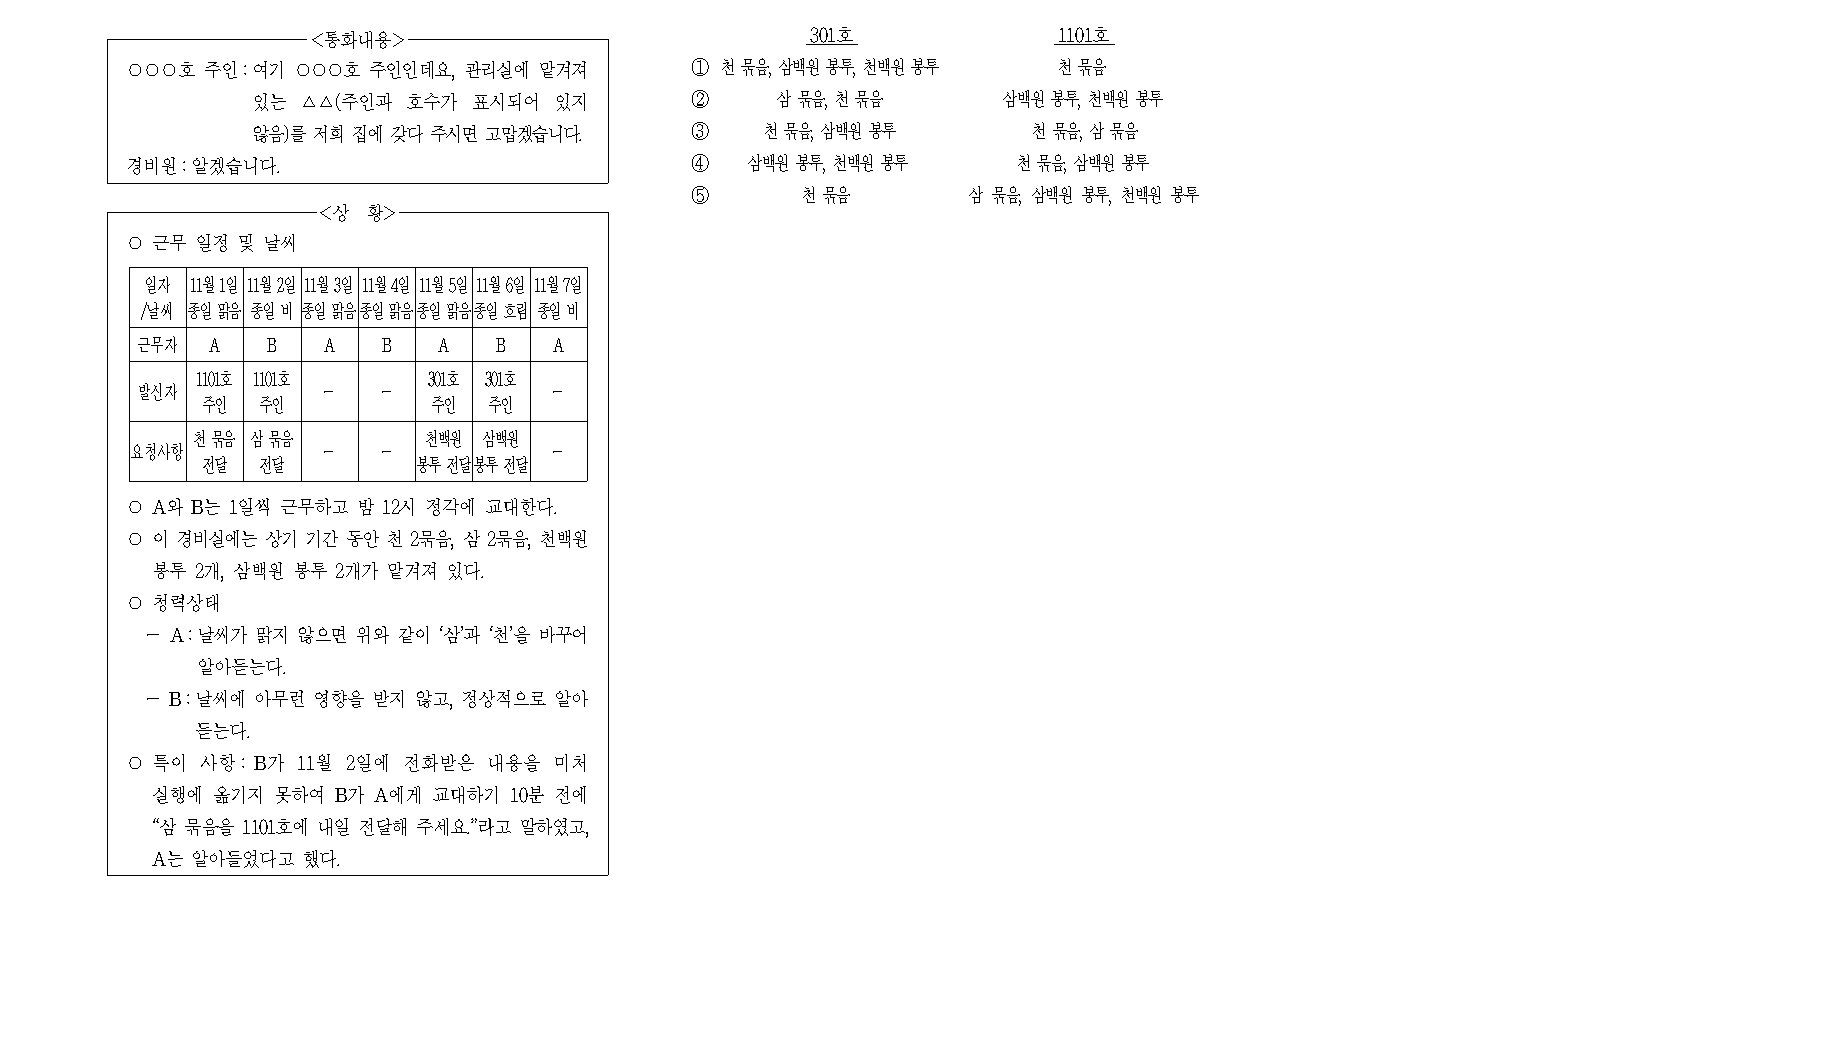 <통화내용>
○○○호 주인 : 여기 ○○○호 주인인데요, 관리실에 맡겨져
있는 △△(주인과 호수가 표시되어 있지
않음)를 저희 집에 갖다 주시면 고맙겠습니다.
경비원 : 알겠습니다.
<상 황>
○ 근무 일정 및 날씨
일자 11월 1일 11월 2일 11월 3일 11월 4일 11월 5일 11월 6일 11월 7일
/날씨 종일 맑음 종일 비 종일 맑음 종일 맑음 종일 맑음 종일 흐림 종일 비
근무자 A B A B A B A
발신자 1101호 주인 1101호 주인 - - 301호 주인 301호 주인 -
요청사항 천 묶음 전달 삼 묶음 전달 - - 천백원 봉투 전달 삼백원 봉투 전달 -
○ A와 B는 1일씩 근무하고 밤 12시 정각에 교대한다.
○ 이 경비실에는 상기 기간 동안 천 2묶음, 삼 2묶음, 천백원
봉투 2개, 삼백원 봉투 2개가 맡겨져 있다.
○ 청력상태
- A : 날씨가 맑지 않으면 위와 같이 ‘삼’과 ‘천’을 바꾸어
알아듣는다.
- B : 날씨에 아무런 영향을 받지 않고, 정상적으로 알아
듣는다.
○ 특이 사항 : B가 11월 2일에 전화받은 내용을 미처
실행에 옮기지 못하여 B가 A에게 교대하기 10분 전에
“삼 묶음을 1101호에 내일 전달해 주세요.”라고 말하였고,
A는 알아들었다고 했다.
301호 1101호
① 천 묶음, 삼백원 봉투, 천백원 봉투 천 묶음
② 삼 묶음, 천 묶음 삼백원 봉투, 천백원 봉투
③ 천 묶음, 삼백원 봉투 천 묶음, 삼 묶음
④ 삼백원 봉투, 천백원 봉투 천 묶음, 삼백원 봉투
⑤ 천 묶음 삼 묶음, 삼백원 봉투, 천백원 봉투